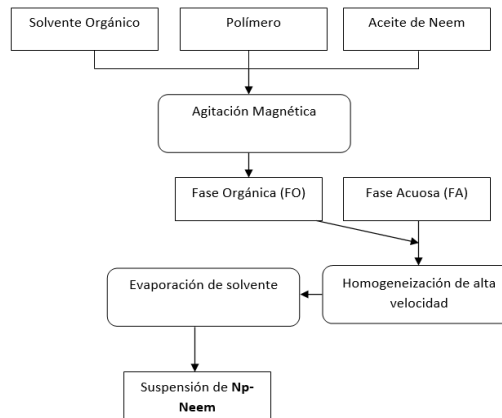 Solvente Orgánico
Polímero
Aceite de Neem
Agitación Magnética
Fase Orgánica (FO)
Fase Acuosa (FA)
Evaporación de solvente
Homogeneización de alta
velocidad
Suspensión de Np-
Neem